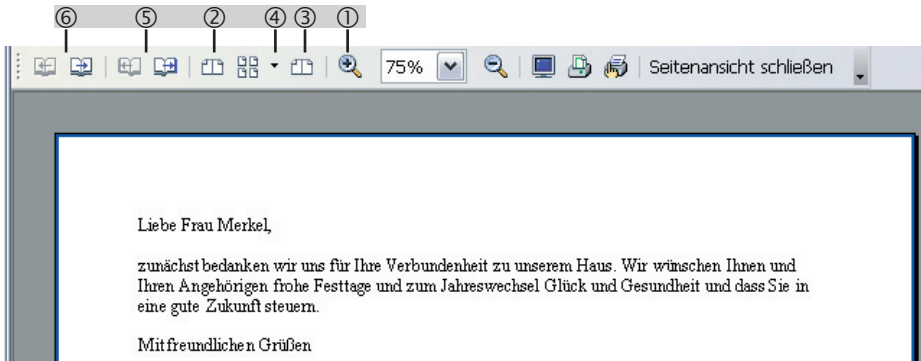 ⑥ ⑤ ② ④ ③ ①
75% Seitenansicht schließen
Liebe Frau Merkel,
zunächst bedanken wir uns für Ihre Verbundenheit zu unserem Haus. Wir wünschen Ihnen und
Ihren Angehörigen frohe Festtage und zum Jahreswechsel Glück und Gesundheit und dass Sie in
eine gute Zukunft steuern.
Mit freundlichen Grüßen